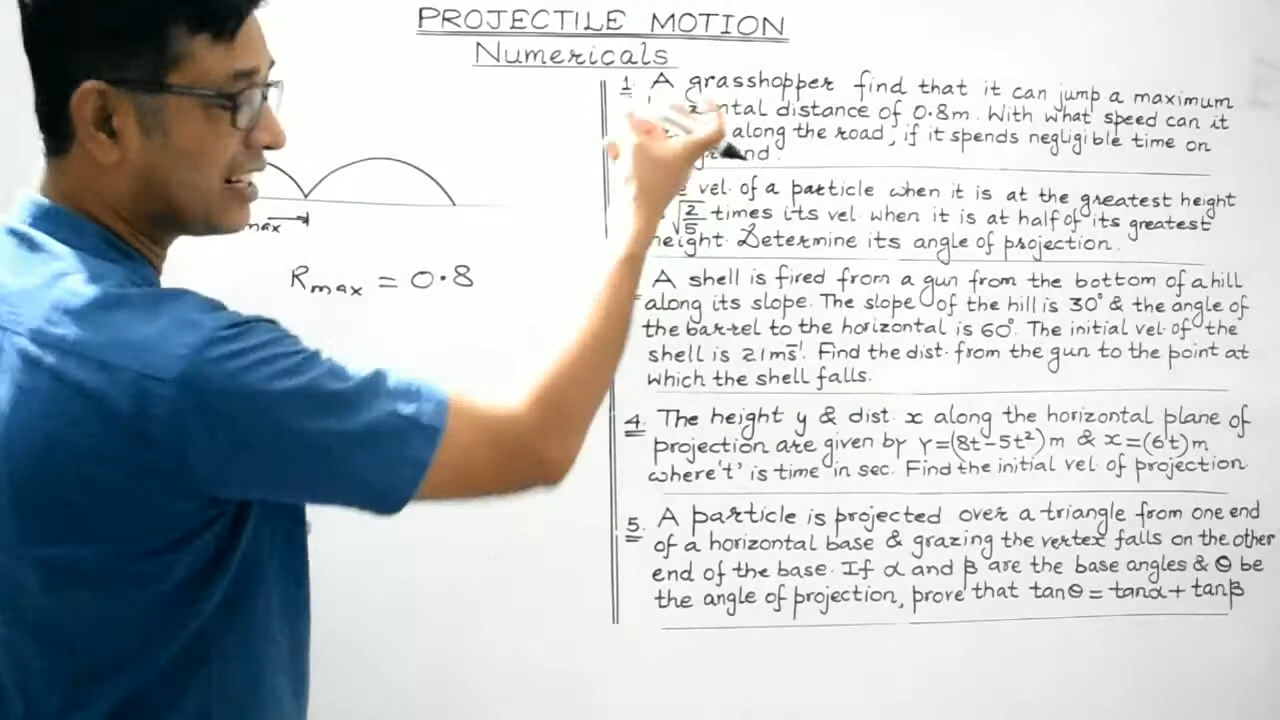 PROJECTILE MOTION
Numericals
1. A grasshopper find that it can jump a maximum
ntal distance of 0.8m. With what speed can it
along the road, if it spends negligible time on
nd.
vel. of a particle when it is at the greatest height
√2/5 times its vel when it is at half of its greatest
height. Determine its angle of projection.
A shell is fired from a gun from the bottom of a hill
along its slope. The slope of the hill is 30° & the angle of
the barrel to the horizontal is 60°. The initial vel. of the
shell is 21ms⁻¹. Find the dist. from the gun to the point at
which the shell falls.
4. The height y & dist. x along the horizontal plane of
projection are given by Y=(8t-5t²)m & x=(6t)m
where 't' is time in sec. Find the initial vel of projection
5. A particle is projected over a triangle from one end
of a horizontal base & grazing the vertex falls on the other
end of the base. If α and β are the base angles & θ be
the angle of projection, prove that tanθ = tanα + tanβ
max
Rmax = 0.8